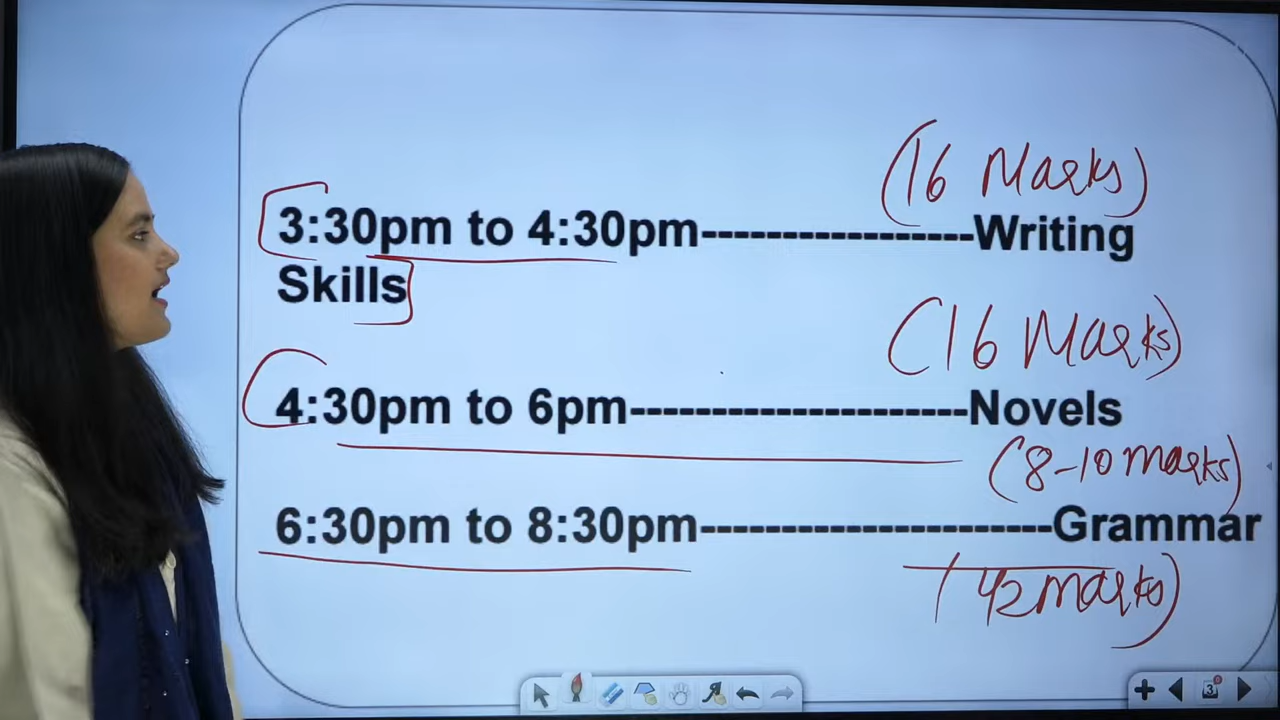 (16 Marks)
3:30pm to 4:30pm-----------------Writing
Skills
(16 Marks)
4:30pm to 6pm---------------------Novels
(8-10 marks)
6:30pm to 8:30pm----------------------Grammar
42 marks)
3